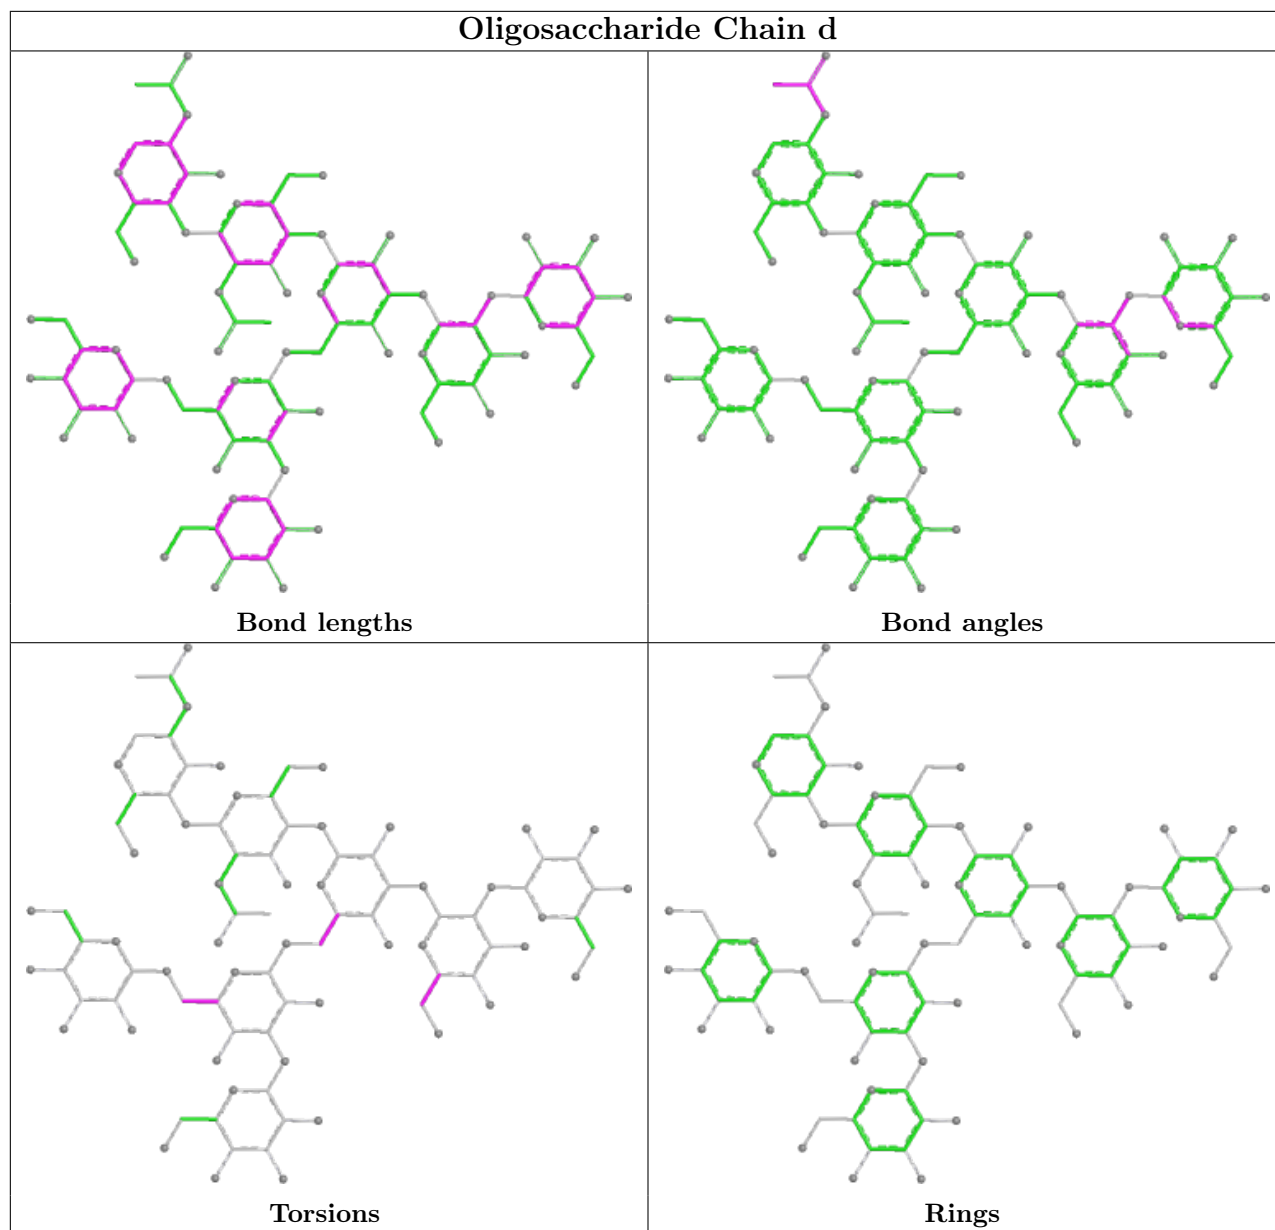 Oligosaccharide Chain d
Bond lengths
Bond angles
Torsions
Rings